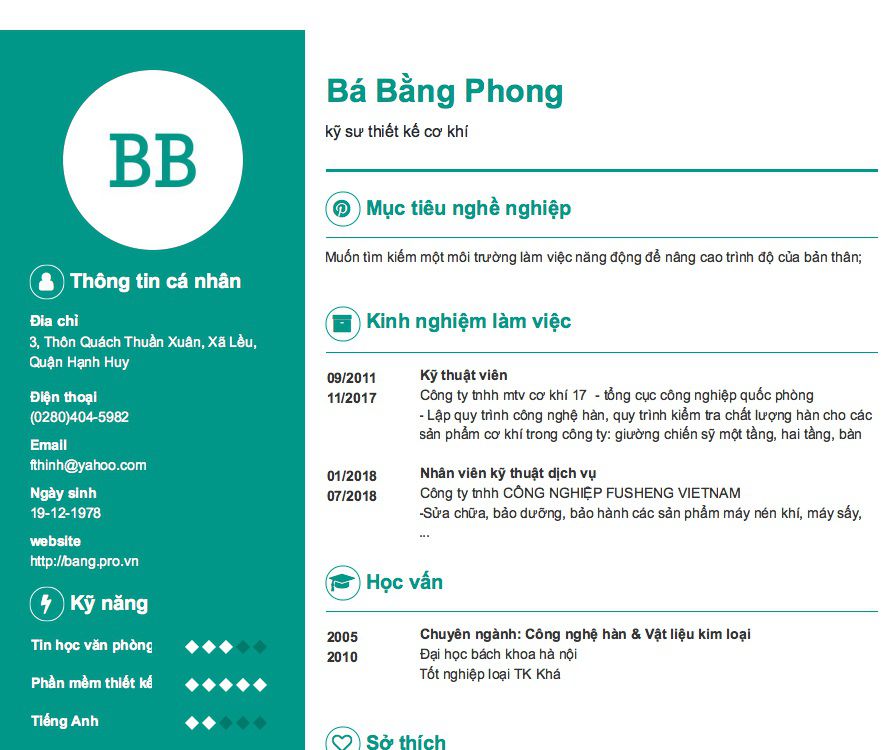 BB
Thông tin cá nhân
Địa chỉ
3, Thôn Quách Thuần Xuân, Xã Lều,
Quận Hạnh Huy
Điện thoại
(0280)404-5982
Email
fthinh@yahoo.com
Ngày sinh
19-12-1978
website
http://bang.pro.vn
Kỹ năng
Tin học văn phòng
Phần mềm thiết kế
Tiếng Anh
Bá Bằng Phong
kỹ sư thiết kế cơ khí
Mục tiêu nghề nghiệp
Muốn tìm kiếm một môi trường làm việc năng động để nâng cao trình độ của bản thân;
Kinh nghiệm làm việc
09/2011 Kỹ thuật viên
11/2017 Công ty tnhh mtv cơ khí 17 - tổng cục công nghiệp quốc phòng
- Lập quy trình công nghệ hàn, quy trình kiểm tra chất lượng hàn cho các
sản phẩm cơ khí trong công ty: giường chiến sỹ một tầng, hai tầng, bàn
01/2018 Nhân viên kỹ thuật dịch vụ
07/2018 Công ty tnhh CÔNG NGHIỆP FUSHENG VIETNAM
-Sửa chữa, bảo dưỡng, bảo hành các sản phẩm máy nén khí, máy sấy,
...
Học vấn
2005 Chuyên ngành: Công nghệ hàn & Vật liệu kim loại
2010 Đại học bách khoa hà nội
Tốt nghiệp loại TK Khá
Sở thích